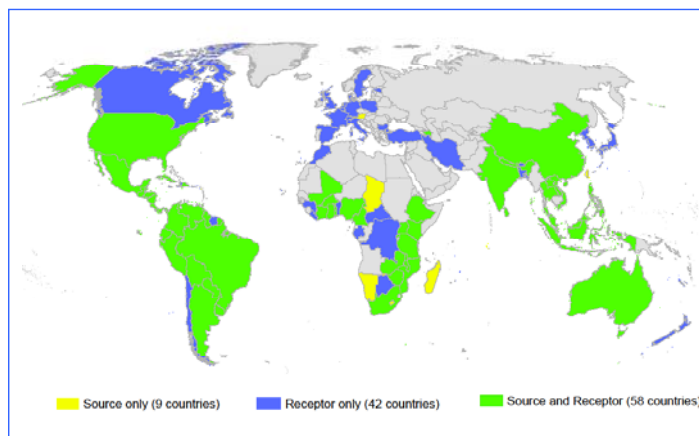 Source only (9 countries)
Receptor only (42 countries)
Source and Receptor (58 countries)